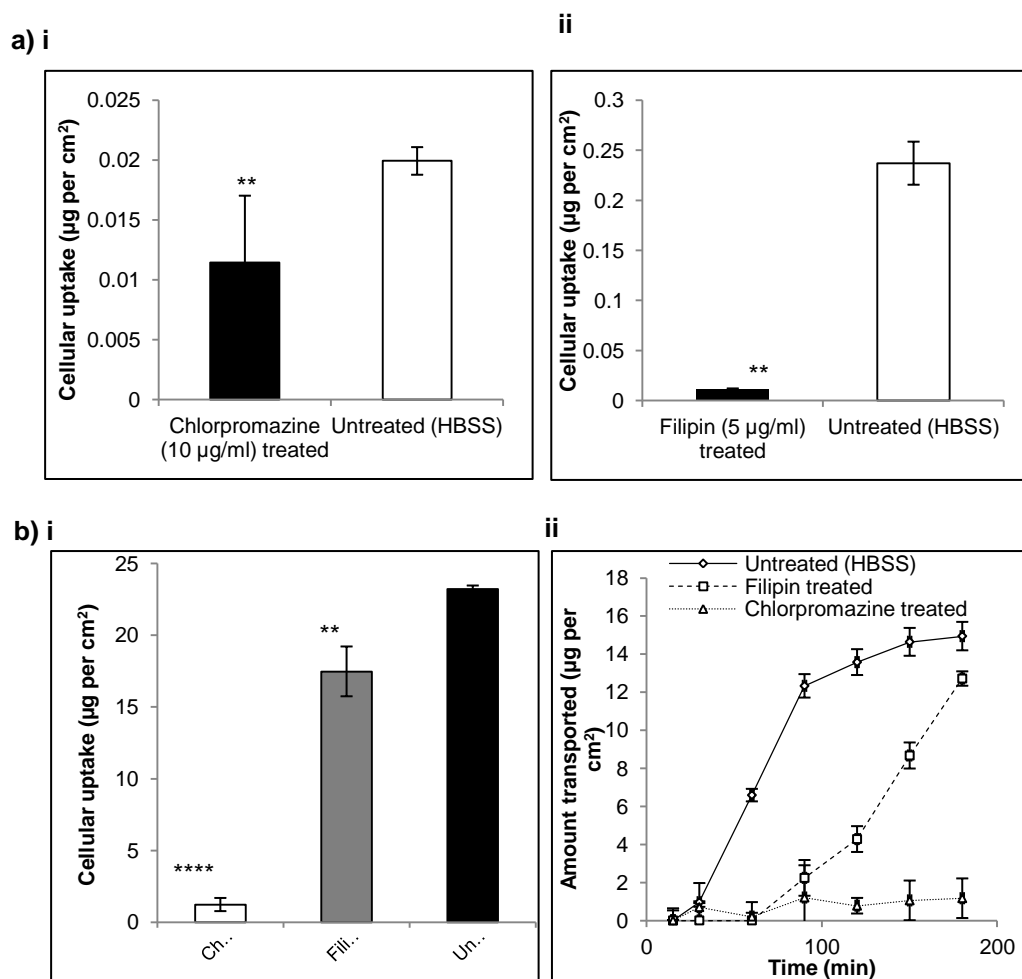 a) i
0.025
0.02
0.015
0.01
0.005
0
Cellular uptake (µg per cm²)
**
Chlorpromazine
(10 µg/ml) treated
Untreated (HBSS)
ii
0.3
0.25
0.2
0.15
0.1
0.05
0
Cellular uptake (µg per cm²)
**
Filipin (5 µg/ml)
treated
Untreated (HBSS)
b) i
25
20
15
10
5
0
Cellular uptake (µg per cm²)
****
**
Ch..
Fili..
Un..
ii
Untreated (HBSS)
Filipin treated
Chlorpromazine treated
18
16
14
12
10
8
6
4
2
0
Amount transported (µg per
cm²)
0
100
200
Time (min)